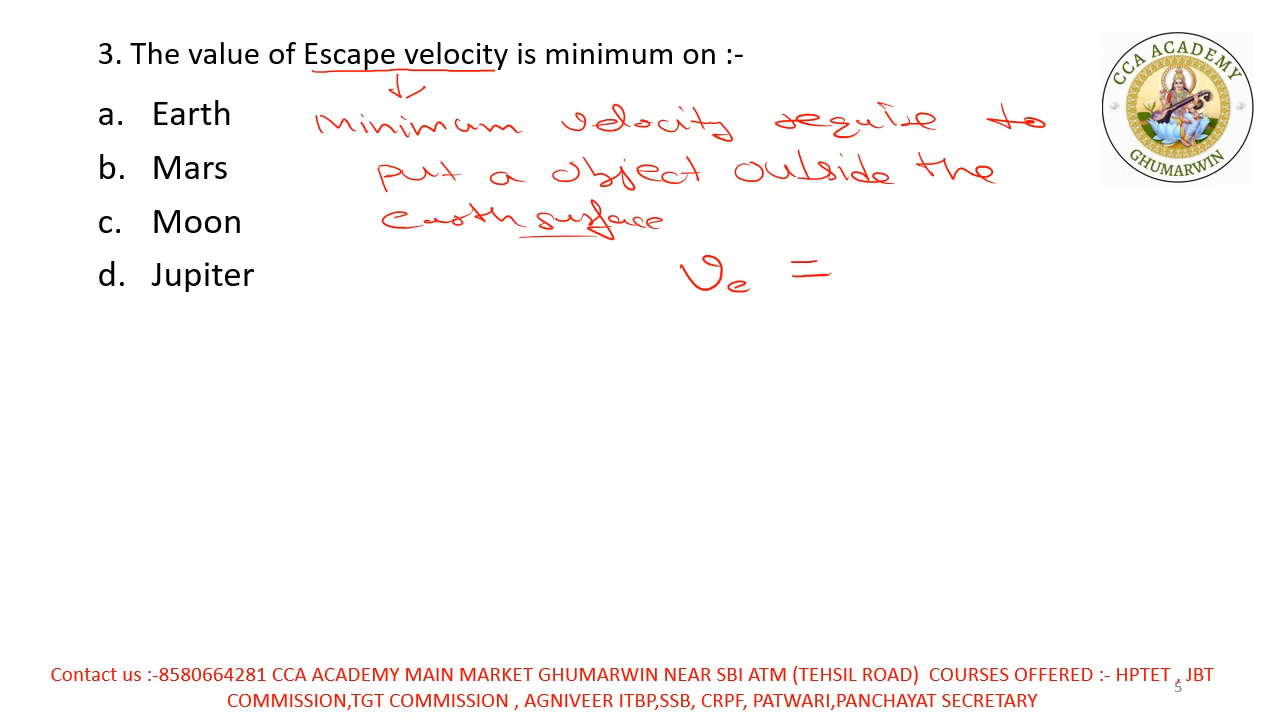 3. The value of Escape velocity is minimum on :-
a. Earth
b. Mars
c. Moon
d. Jupiter
Minimum velocity require to
put a object outside the
earth surface
ve =
CCA ACADEMY
GHUMARWIN
Contact us :-8580664281 CCA ACADEMY MAIN MARKET GHUMARWIN NEAR SBI ATM (TEHSIL ROAD) COURSES OFFERED :- HPTET , JBT
COMMISSION,TGT COMMISSION , AGNIVEER ITBP,SSB, CRPF, PATWARI,PANCHAYAT SECRETARY
5